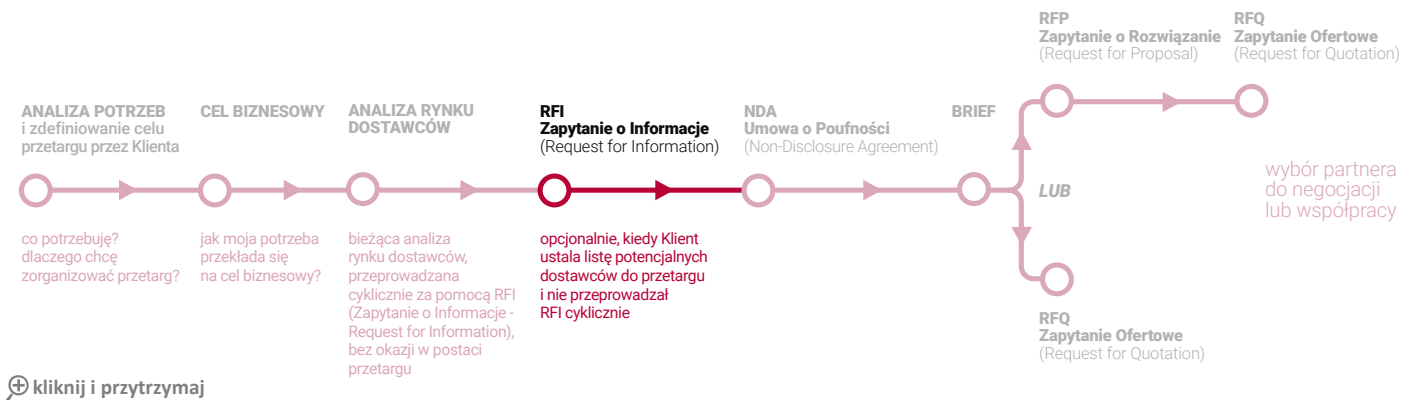 ANALIZA POTRZEB
i zdefiniowanie celu
przetargu przez Klienta
co potrzebuję?
dlaczego chcę
zorganizować przetarg?
CEL BIZNESOWY
jak moja potrzeba
przekłada się
na cel biznesowy?
ANALIZA RYNKU
DOSTAWCÓW
bieżąca analiza
rynku dostawców,
przeprowadzana
cyklicznie za pomocą RFI
(Zapytanie o Informacje -
Request for Information),
bez okazji w postaci
przetargu
RFI
Zapytanie o Informacje
(Request for Information)
opcjonalnie, kiedy Klient
ustala listę potencjalnych
dostawców do przetargu
i nie przeprowadzał
RFI cyklicznie
NDA
Umowa o Poufności
(Non-Disclosure Agreement)
BRIEF
LUB
RFP
Zapytanie o Rozwiązanie
(Request for Proposal)
RFQ
Zapytanie Ofertowe
(Request for Quotation)
wybór partnera
do negocjacji
lub współpracy
RFQ
Zapytanie Ofertowe
(Request for Quotation)
kliknij i przytrzymaj